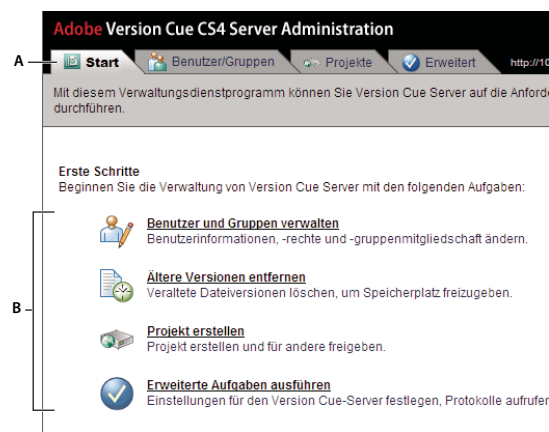 Adobe Version Cue CS4 Server Administration
A
Start Benutzer/Gruppen Projekte Erweitert http://10
Mit diesem Verwaltungsdienstprogramm können Sie Version Cue Server auf die Anford
durchführen.
Erste Schritte
Beginnen Sie die Verwaltung von Version Cue Server mit den folgenden Aufgaben:
B
Benutzer und Gruppen verwalten
Benutzerinformationen, -rechte und -gruppenmitgliedschaft ändern.
Ältere Versionen entfernen
Veraltete Dateiversionen löschen, um Speicherplatz freizugeben.
Projekt erstellen
Projekt erstellen und für andere freigeben.
Erweiterte Aufgaben ausführen
Einstellungen für den Version Cue-Server festlegen, Protokolle aufrufen